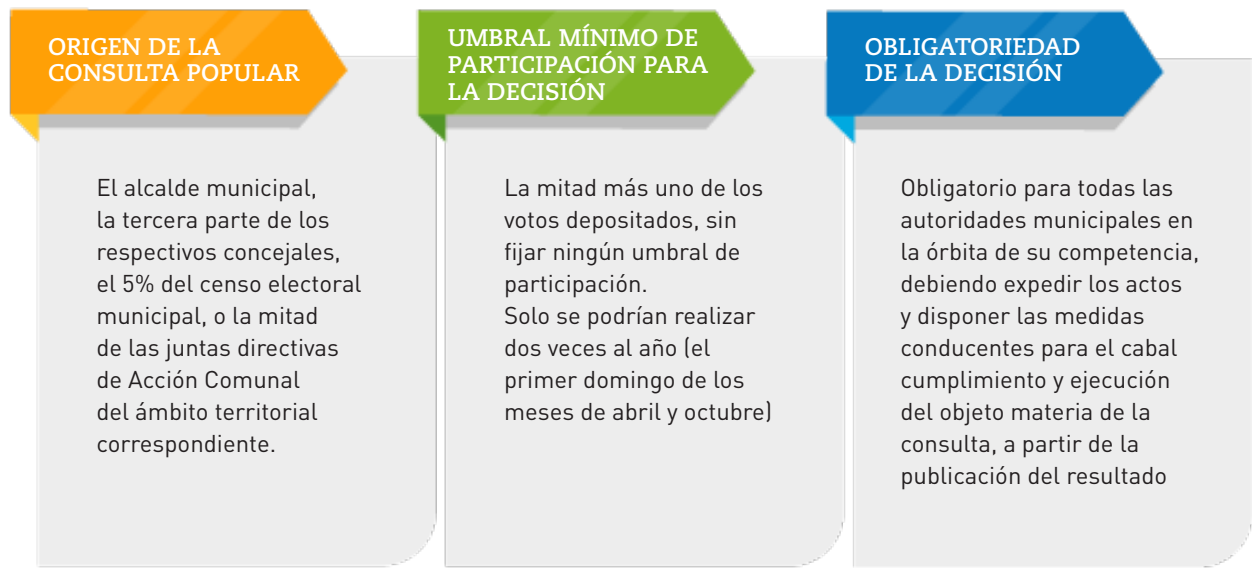 ORIGEN DE LA
CONSULTA POPULAR
El alcalde municipal,
la tercera parte de los
respectivos concejales,
el 5% del censo electoral
municipal, o la mitad
de las juntas directivas
de Acción Comunal
del ámbito territorial
correspondiente.
UMBRAL MÍNIMO DE
PARTICIPACIÓN PARA
LA DECISIÓN
La mitad más uno de los
votos depositados, sin
fijar ningún umbral de
participación.
Solo se podrían realizar
dos veces al año (el
primer domingo de los
meses de abril y octubre)
OBLIGATORIEDAD
DE LA DECISIÓN
Obligatorio para todas las
autoridades municipales en
la órbita de su competencia,
debiendo expedir los actos
y disponer las medidas
conducentes para el cabal
cumplimiento y ejecución
del objeto materia de la
consulta, a partir de la
publicación del resultado